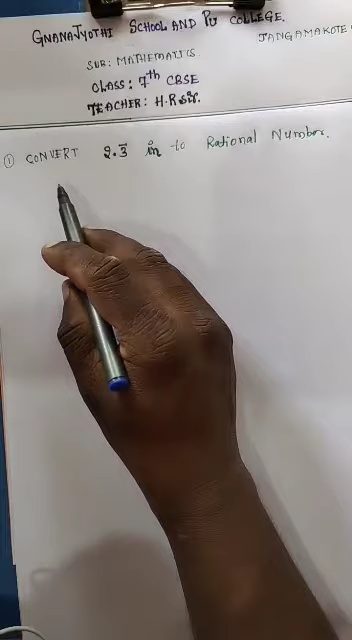 GNANAJYOTHI SCHOOL AND PU COLLEGE.
JANGAMAKOTE
SUB: MATHEMATICS
CLASS: 7th CBSE
TEACHER: H.R sir.
① CONVERT 2.3̅ in to Rational Number.